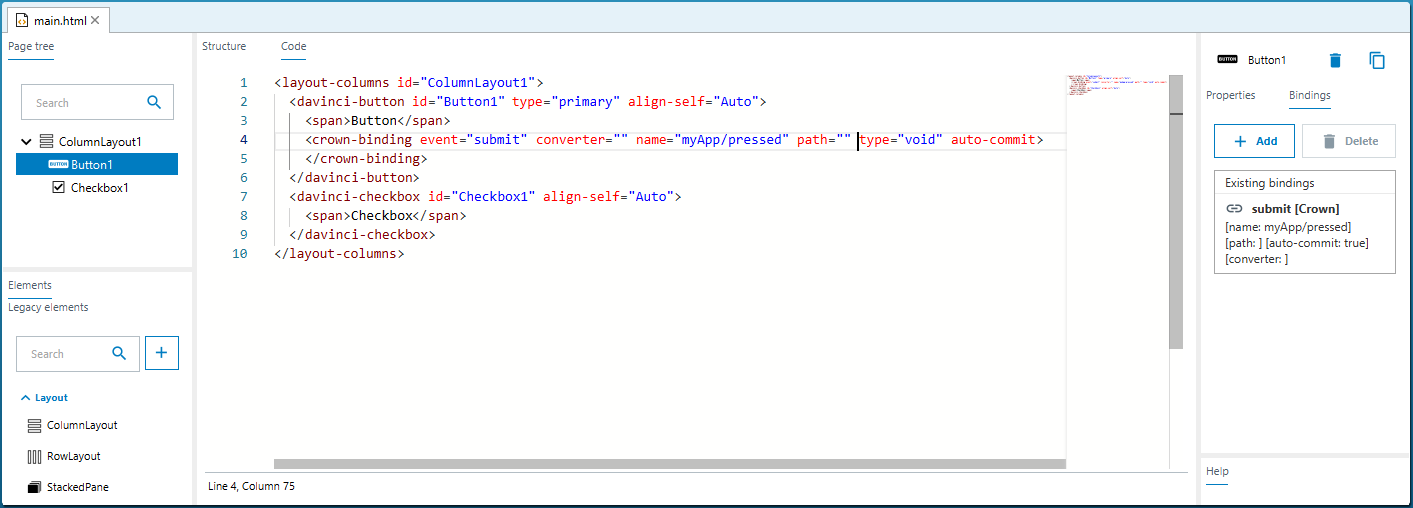 main.html
Page tree
Search
ColumnLayout1
BUTTON Button1
Checkbox1
Elements
Legacy elements
Search
Layout
ColumnLayout
RowLayout
StackedPane
Structure Code
1 <layout-columns id="ColumnLayout1">
2 <davinci-button id="Button1" type="primary" align-self="Auto">
3 <span>Button</span>
4 <crown-binding event="submit" converter="" name="myApp/pressed" path="" type="void" auto-commit>
5 </crown-binding>
6 </davinci-button>
7 <davinci-checkbox id="Checkbox1" align-self="Auto">
8 <span>Checkbox</span>
9 </davinci-checkbox>
10 </layout-columns>
Line 4, Column 75
BUTTON Button1
Properties Bindings
Add Delete
Existing bindings
submit [Crown]
[name: myApp/pressed]
[path: ] [auto-commit: true]
[converter: ]
Help